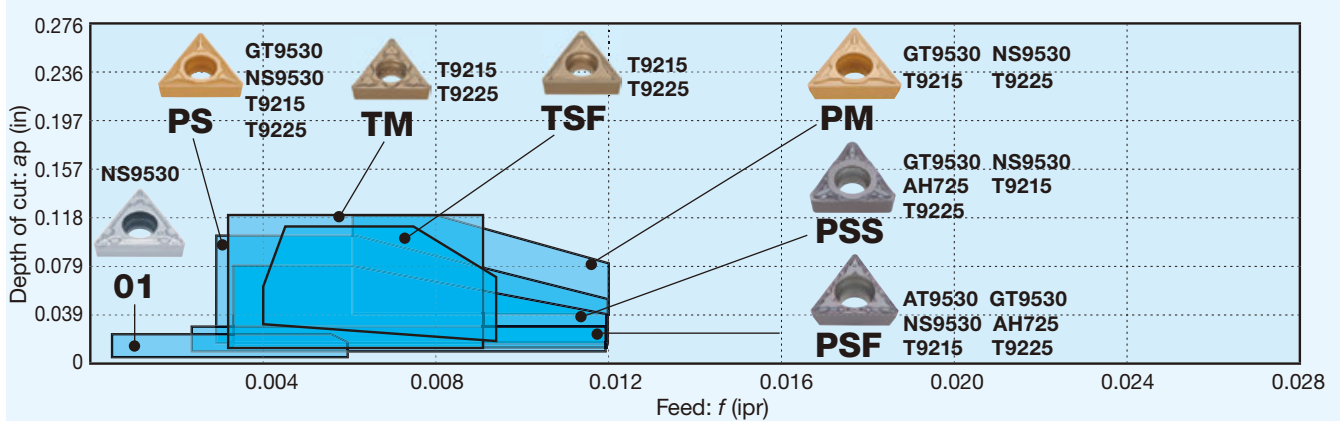 0.276
0.236
0.197
0.157
0.118
0.079
0.039
0
Depth of cut: ap (in)
GT9530
NS9530
T9215
T9225
PS
T9215
T9225
TM
T9215
T9225
TSF
GT9530 NS9530
T9215 T9225
PM
NS9530
01
GT9530 NS9530
AH725 T9215
T9225
PSS
AT9530 GT9530
NS9530 AH725
T9215 T9225
PSF
0.004 0.008 0.012 0.016 0.020 0.024 0.028
Feed: f (ipr)